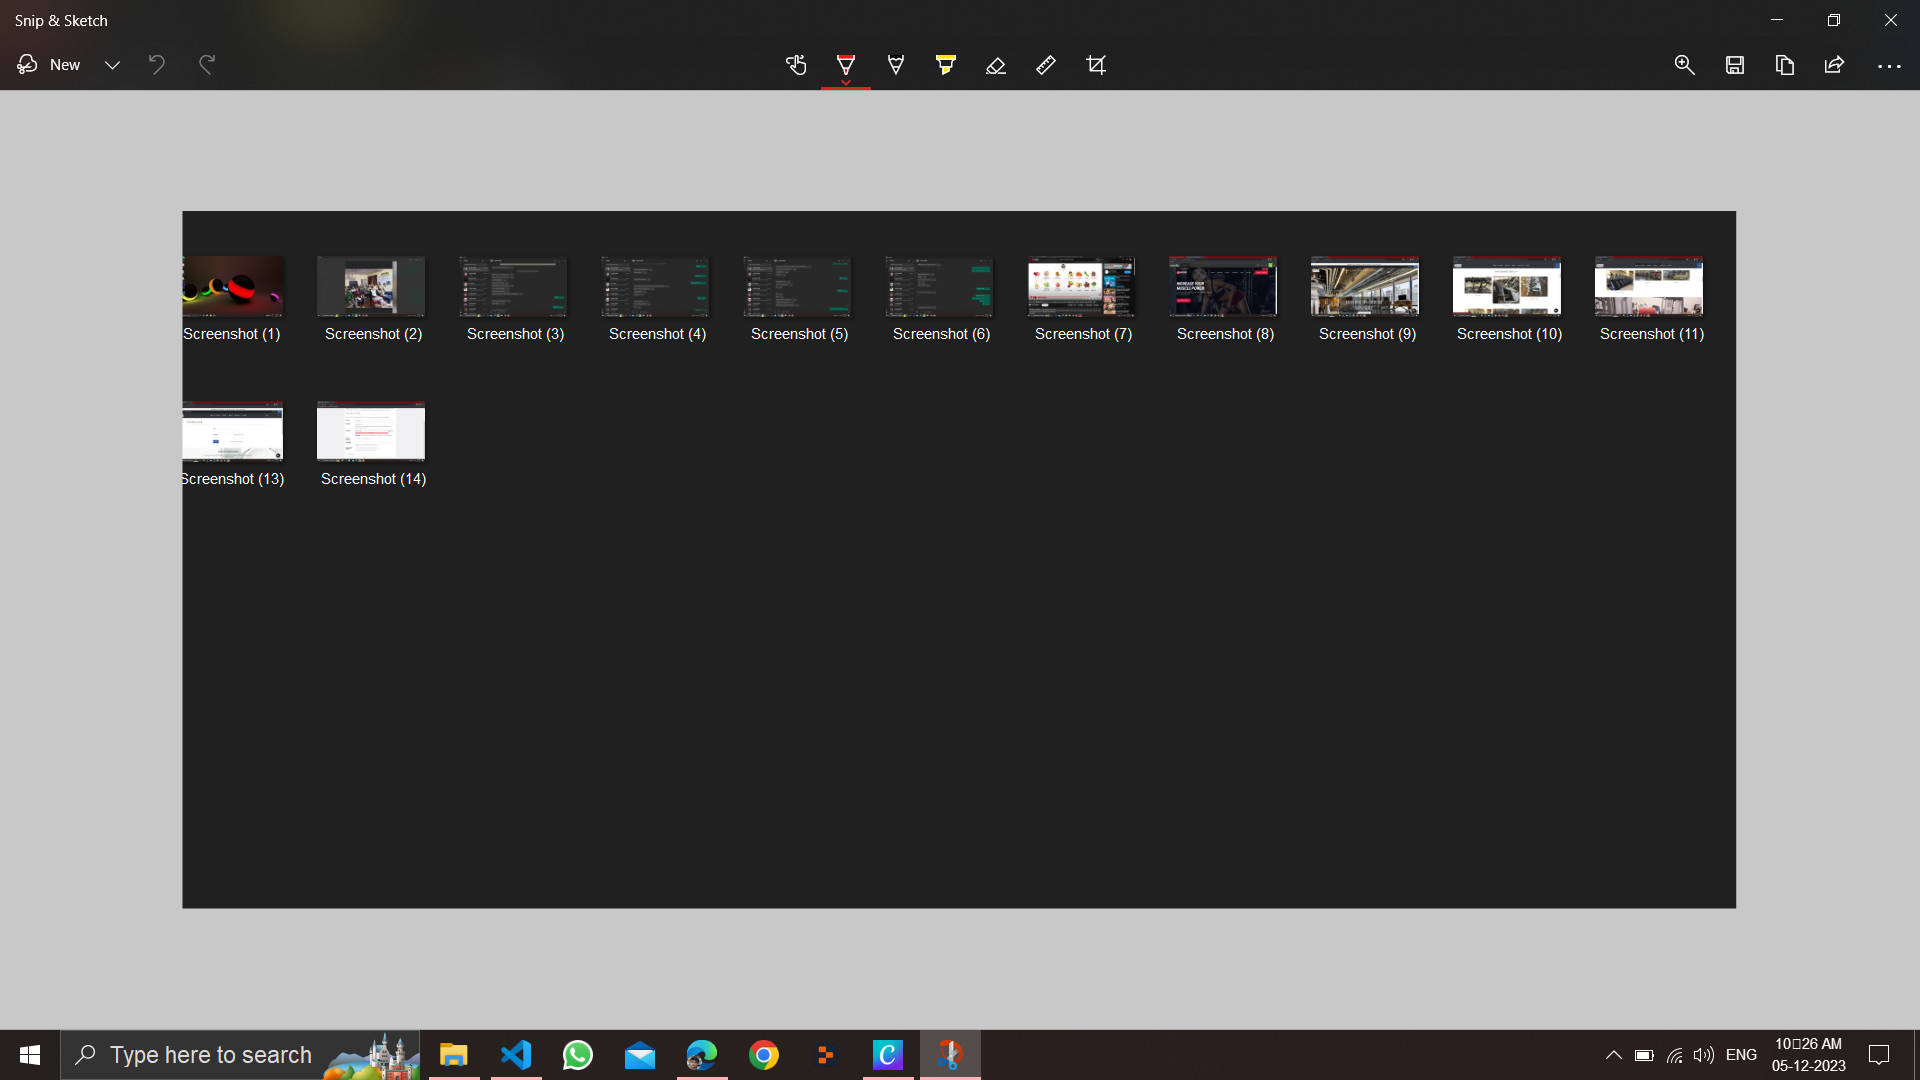 Snip & Sketch
New
Screenshot (1) Screenshot (2) Screenshot (3) Screenshot (4) Screenshot (5) Screenshot (6) Screenshot (7) Screenshot (8) Screenshot (9) Screenshot (10) Screenshot (11)
INCREASE YOUR
Screenshot (13) Screenshot (14)
Type here to search
ENG
10▯26 AM
05-12-2023